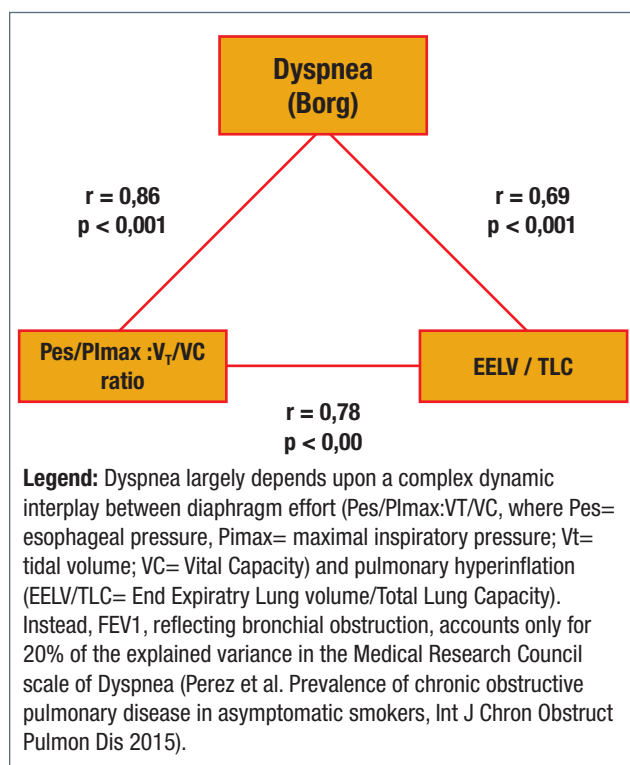 Dyspnea
(Borg)
r = 0,86
p < 0,001
r = 0,69
p < 0,001
Pes/PImax :VT/VC
ratio
EELV / TLC
r = 0,78
p < 0,00
Legend: Dyspnea largely depends upon a complex dynamic
interplay between diaphragm effort (Pes/PImax:VT/VC, where Pes=
esophageal pressure, Pimax= maximal inspiratory pressure; Vt=
tidal volume; VC= Vital Capacity) and pulmonary hyperinflation
(EELV/TLC= End Expiratry Lung volume/Total Lung Capacity).
Instead, FEV1, reflecting bronchial obstruction, accounts only for
20% of the explained variance in the Medical Research Council
scale of Dyspnea (Perez et al. Prevalence of chronic obstructive
pulmonary disease in asymptomatic smokers, Int J Chron Obstruct
Pulmon Dis 2015).